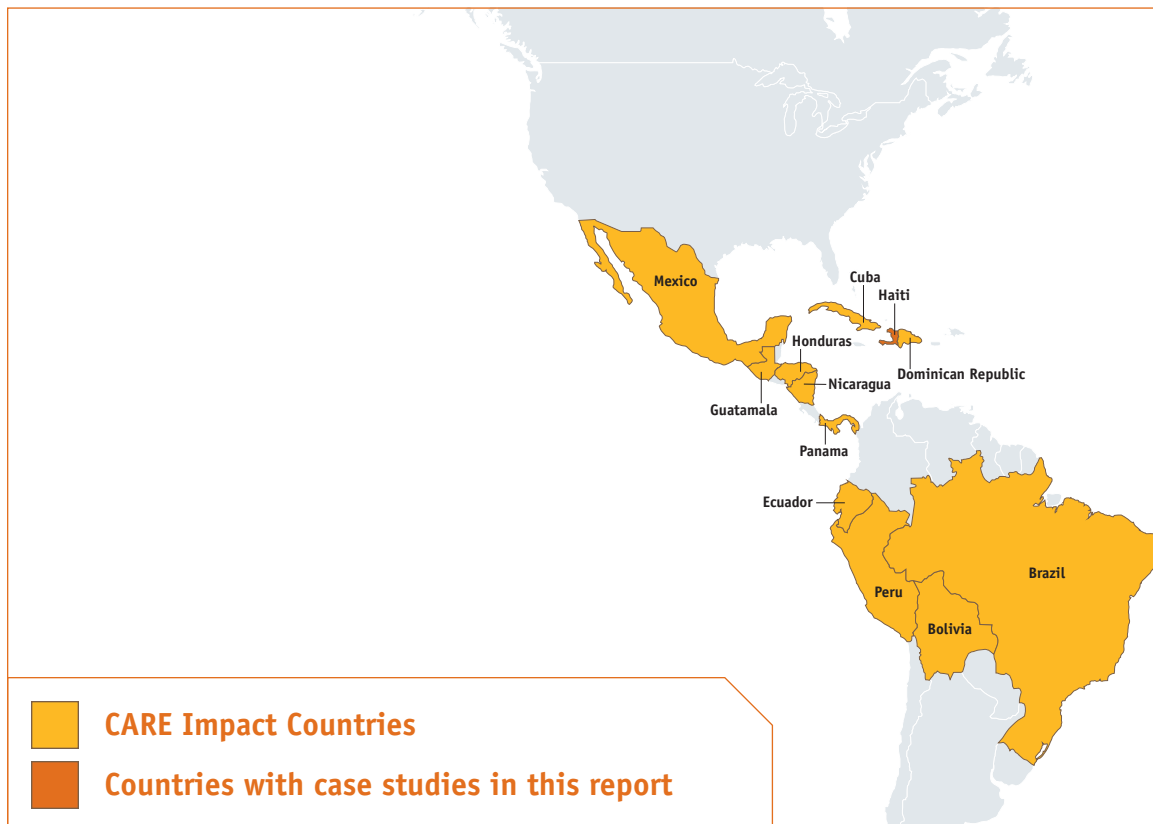 Mexico
Cuba
Haiti
Honduras
Nicaragua
Dominican Republic
Guatamala
Panama
Ecuador
Brazil
Peru
Bolivia
CARE Impact Countries
Countries with case studies in this report